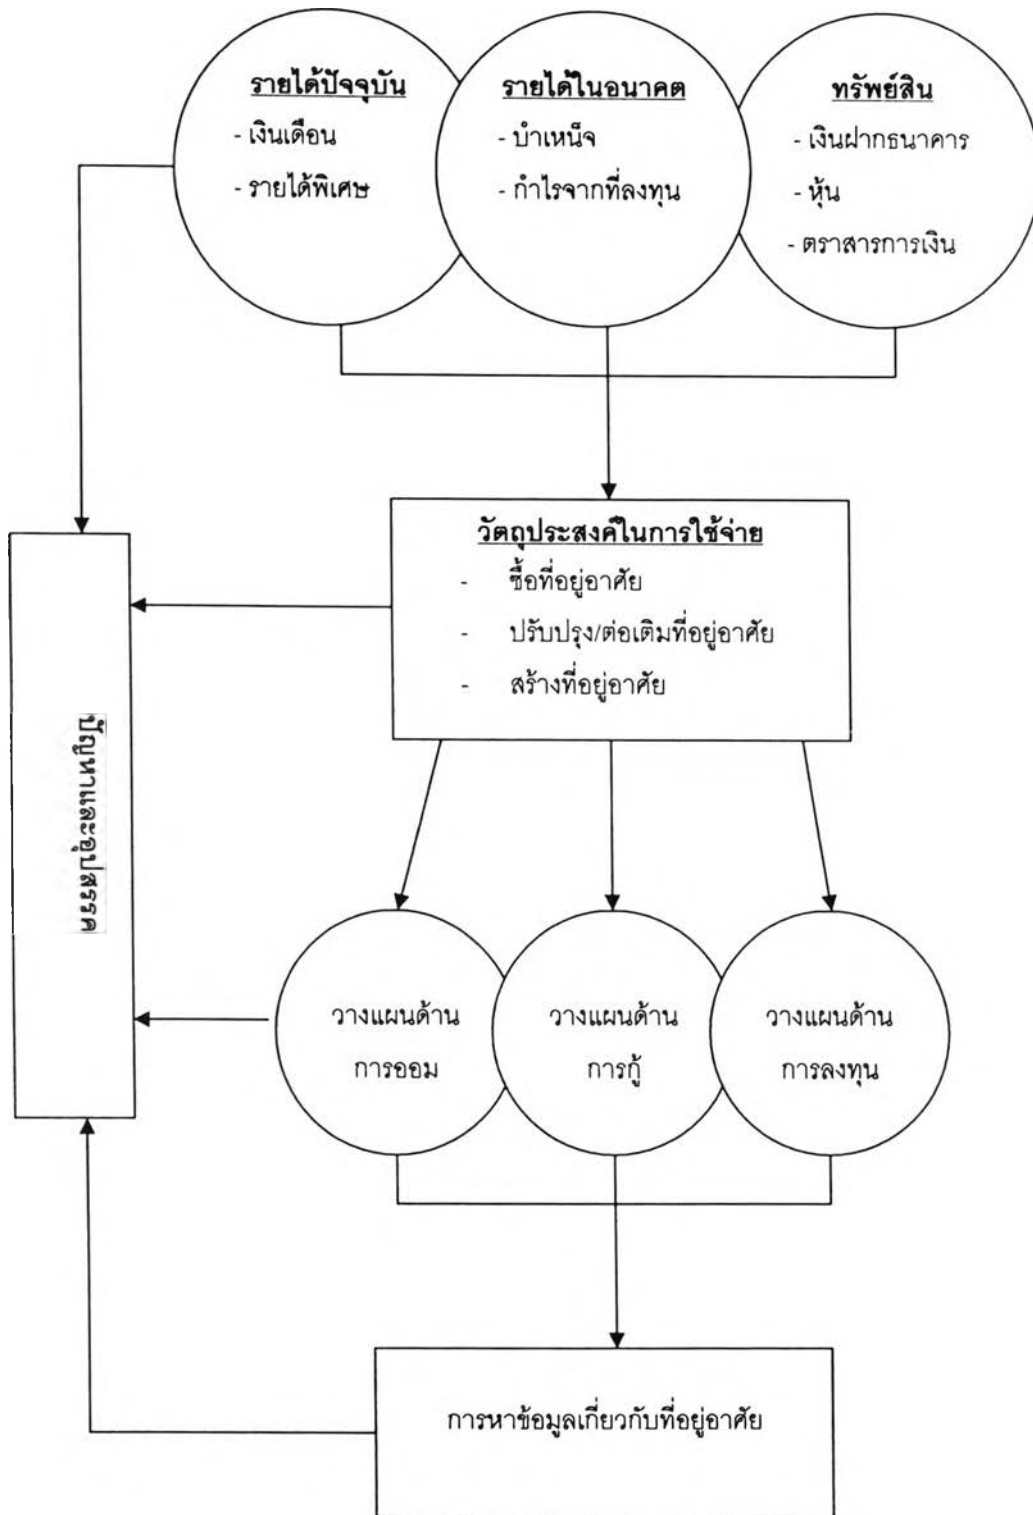 รายได้ปัจจุบัน
- เงินเดือน
- รายได้พิเศษ
รายได้ในอนาคต
- บำเหน็จ
- กำไรจากที่ลงทุน
ทรัพย์สิน
- เงินฝากธนาคาร
- หุ้น
- ตราสารการเงิน
วัตถุประสงค์ในการใช้จ่าย
- ซื้อที่อยู่อาศัย
- ปรับปรุง/ต่อเติมที่อยู่อาศัย
- สร้างที่อยู่อาศัย
ปัญหาและอุปสรรค
วางแผนด้าน
การออม
วางแผนด้าน
การกู้
วางแผนด้าน
การลงทุน
การหาข้อมูลเกี่ยวกับที่อยู่อาศัย